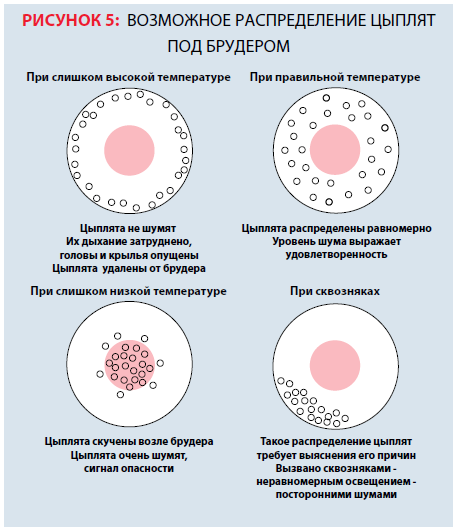 РИСУНОК 5: ВОЗМОЖНОЕ РАСПРЕДЕЛЕНИЕ ЦЫПЛЯТ
ПОД БРУДЕРОМ
При слишком высокой температуре
Цыплята не шумят
Их дыхание затруднено,
головы и крылья опущены
Цыплята удалены от брудера
При правильной температуре
Цыплята распределены равномерно
Уровень шума выражает
удовлетворенность
При слишком низкой температуре
Цыплята скучены возле брудера
Цыплята очень шумят,
сигнал опасности
При сквозняках
Такое распределение цыплят
требует выяснения его причин
Вызвано сквозняками -
неравномерным освещением -
посторонними шумами